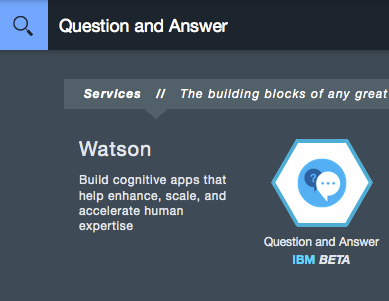 Question and Answer
Services // The building blocks of any great
Watson
Build cognitive apps that
help enhance, scale, and
accelerate human
expertise
?
Question and Answer
IBM BETA